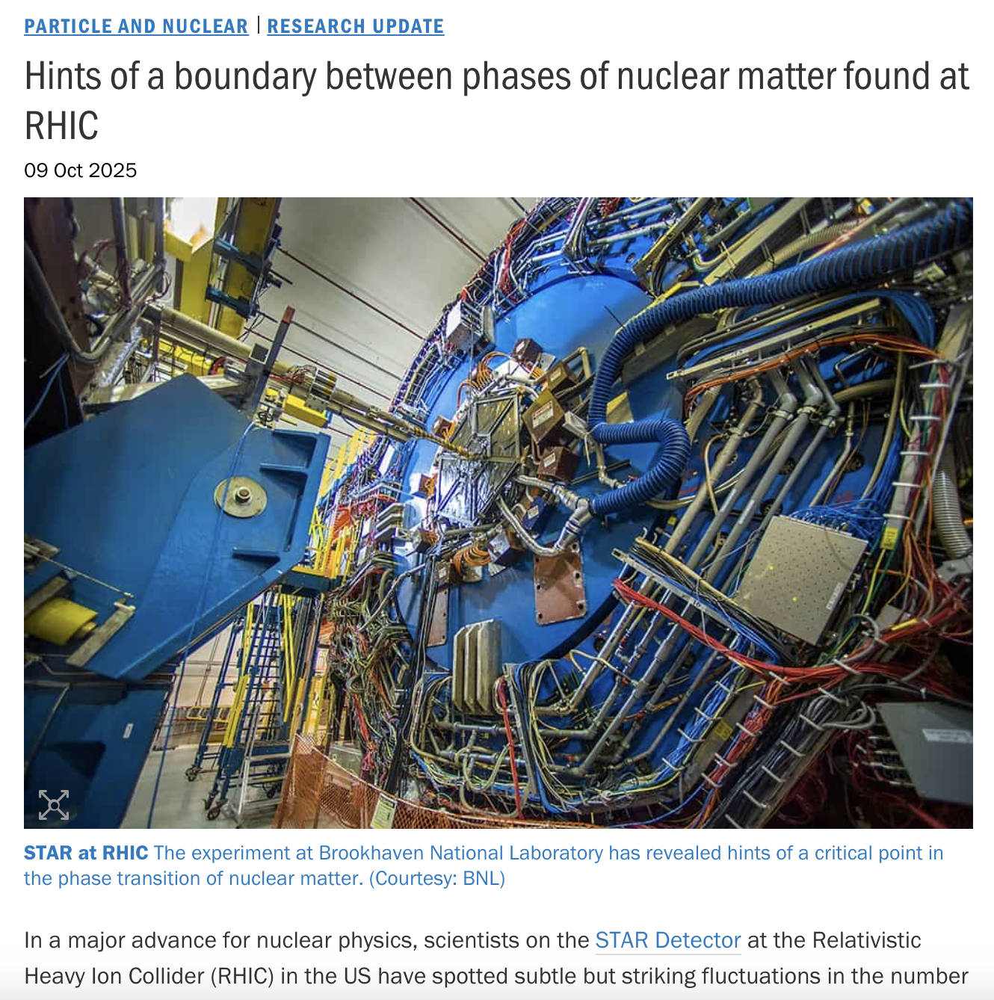 PARTICLE AND NUCLEAR | RESEARCH UPDATE
Hints of a boundary between phases of nuclear matter found at
RHIC
09 Oct 2025
STAR at RHIC The experiment at Brookhaven National Laboratory has revealed hints of a critical point in
the phase transition of nuclear matter. (Courtesy: BNL)
In a major advance for nuclear physics, scientists on the STAR Detector at the Relativistic
Heavy Ion Collider (RHIC) in the US have spotted subtle but striking fluctuations in the number